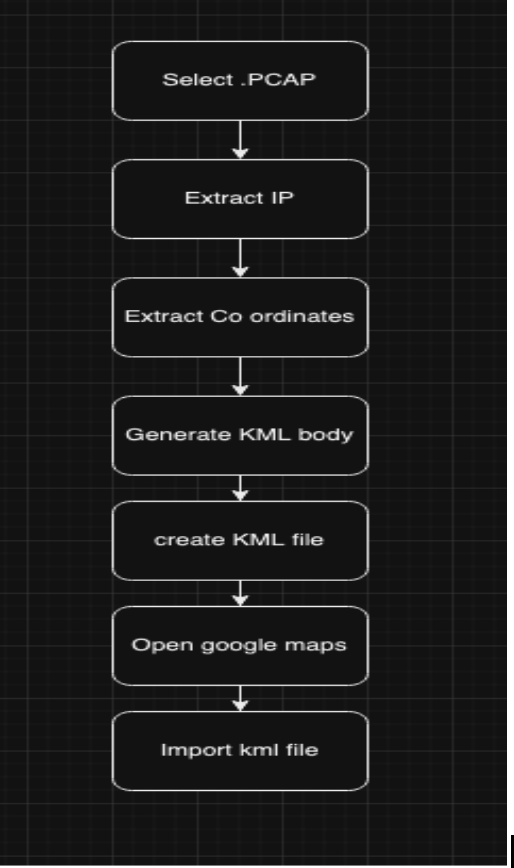 Select .PCAP
Extract IP
Extract Co ordinates
Generate KML body
create KML file
Open google maps
Import kml file